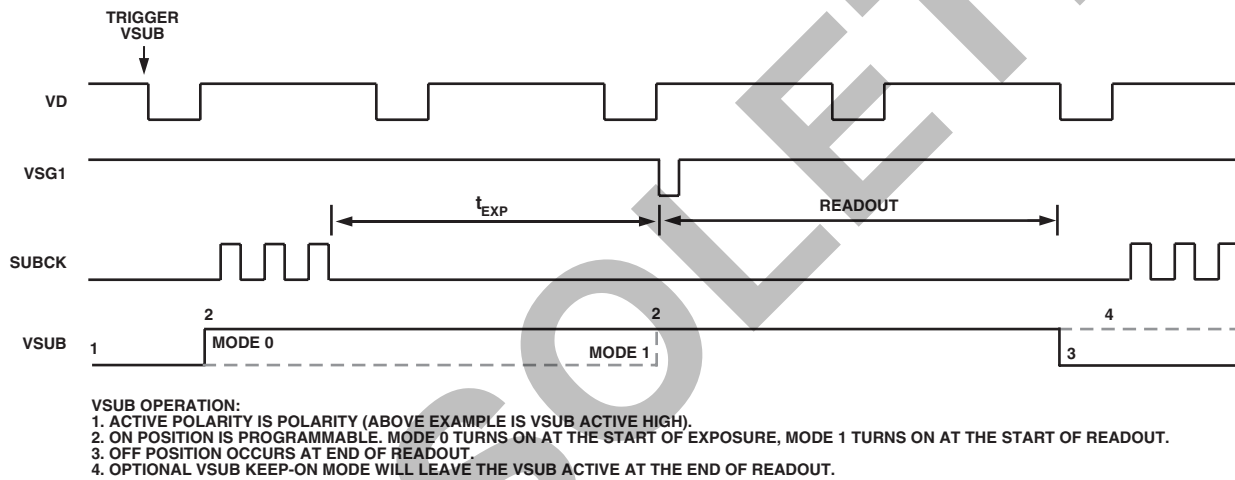 TRIGGER
VSUB
VD
VSG1
tEXP
READOUT
SUBCK
2
2
4
VSUB
1
MODE 0
MODE 1
3
VSUB OPERATION:
1. ACTIVE POLARITY IS POLARITY (ABOVE EXAMPLE IS VSUB ACTIVE HIGH).
2. ON POSITION IS PROGRAMMABLE. MODE 0 TURNS ON AT THE START OF EXPOSURE, MODE 1 TURNS ON AT THE START OF READOUT.
3. OFF POSITION OCCURS AT END OF READOUT.
4. OPTIONAL VSUB KEEP-ON MODE WILL LEAVE THE VSUB ACTIVE AT THE END OF READOUT.
SOLET